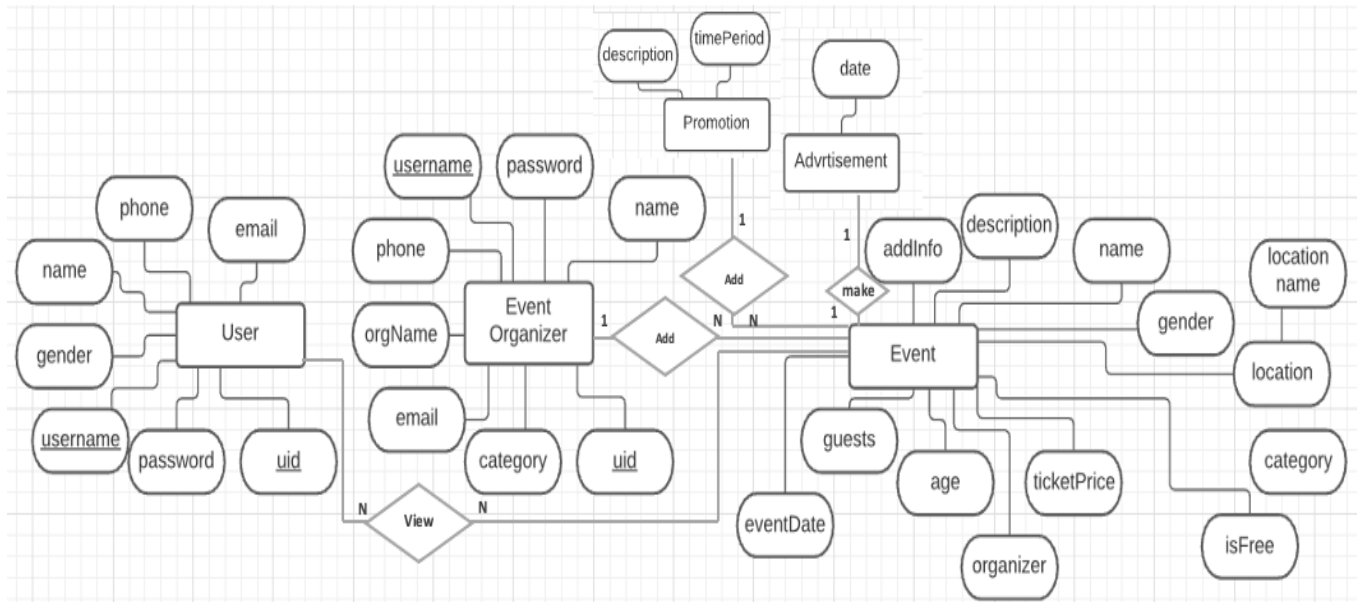 timePeriod
description
date
Promotion
Advrtisement
username
password
phone
email
name
description
1
1
addInfo
name
location
name
phone
name
Event
Organizer
Add
make
gender
User
orgName
1
Add
N
N
1
Event
gender
location
email
guests
username
password
uid
category
uid
age
ticketPrice
category
N
View
N
eventDate
organizer
isFree